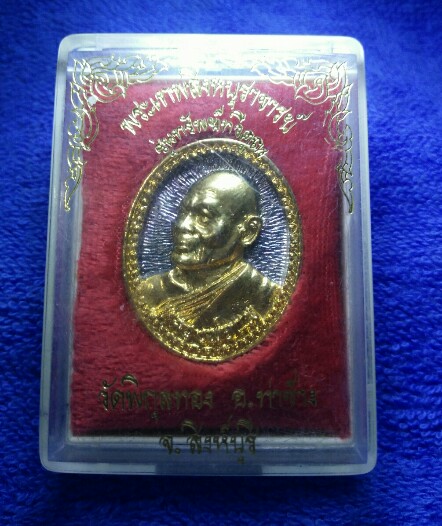 พระเทพสิงหบุราจารย์
วัดพิกุลทอง อ.ท่าช้าง
จ.สิงห์บุรี